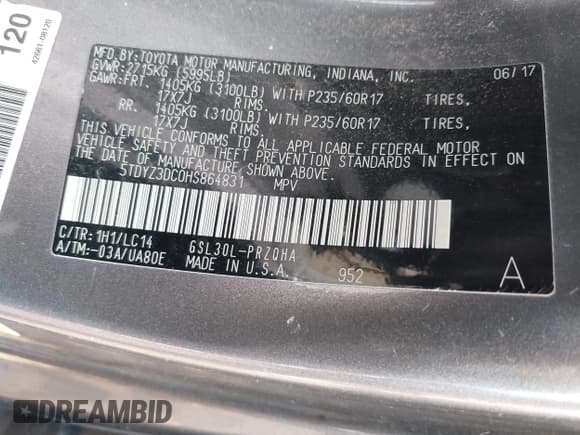 120
42661-08120
MFD.BY:TOYOTA MOTOR MANUFACTURING, INDIANA, INC. 06/17
GVWR:2715KG (5995LB)
GAWR:FRT. 1405KG (3100LB) WITH P235/60R17 TIRES,
17X7J RIMS.
RR. 1405KG (3100LB) WITH P235/60R17 TIRES,
17X7J RIMS.
THIS VEHICLE CONFORMS TO ALL APPLICABLE FEDERAL MOTOR
VEHICLE SAFETY AND THEFT PREVENTION STANDARDS IN EFFECT ON
THE DATE OF MANUFACTURE SHOWN ABOVE.
5TDYZ3DC0HS864831 MPV
C/TR:1H1/LC14 GSL30L-PRZQHA
A/TM:-03A/UA80E MADE IN U.S.A. 952 A
DREAMBID